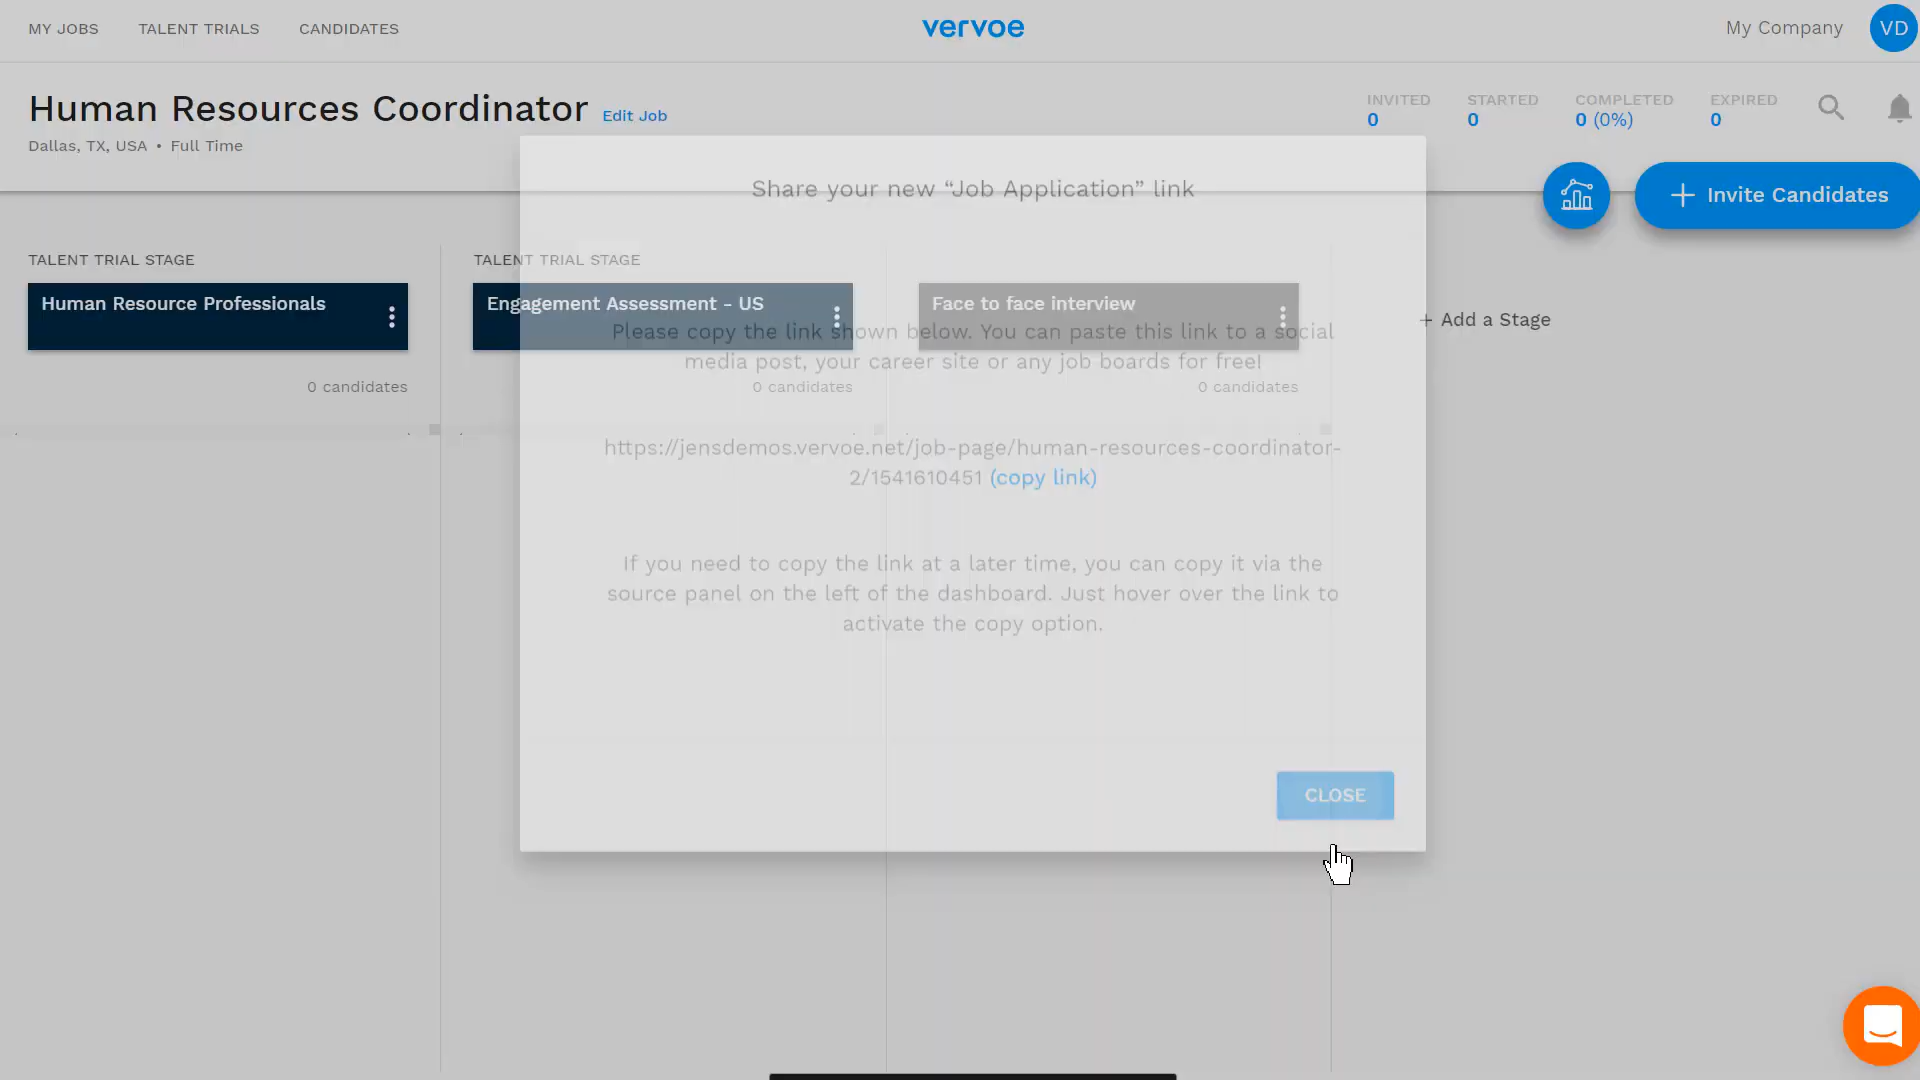 MY JOBS TALENT TRIALS CANDIDATES vervoe My Company VD
Human Resources Coordinator Edit Job
Dallas, TX, USA • Full Time
INVITED STARTED COMPLETED EXPIRED
0 0 0 (0%) 0
+ Invite Candidates
Share your new “Job Application” link
TALENT TRIAL STAGE TALENT TRIAL STAGE
Human Resource Professionals Engagement Assessment - US Face to face interview
+ Add a Stage
Please copy the link shown below. You can paste this link to a social
media post, your career site or any job boards for free!
0 candidates 0 candidates 0 candidates
https://jensdemos.vervoe.net/job-page/human-resources-coordinator-
2/1541610451 (copy link)
If you need to copy the link at a later time, you can copy it via the
source panel on the left of the dashboard. Just hover over the link to
activate the copy option.
CLOSE